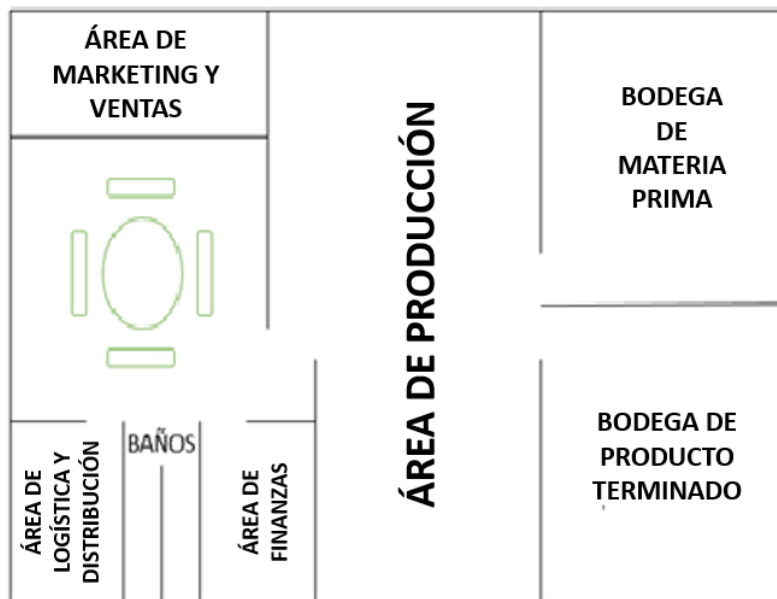 ÁREA DE
MARKETING Y
VENTAS
ÁREA DE PRODUCCIÓN
BODEGA
DE
MATERIA
PRIMA
BAÑOS
ÁREA DE
LOGÍSTICA Y
DISTRIBUCIÓN
ÁREA DE
FINANZAS
BODEGA DE
PRODUCTO
TERMINADO